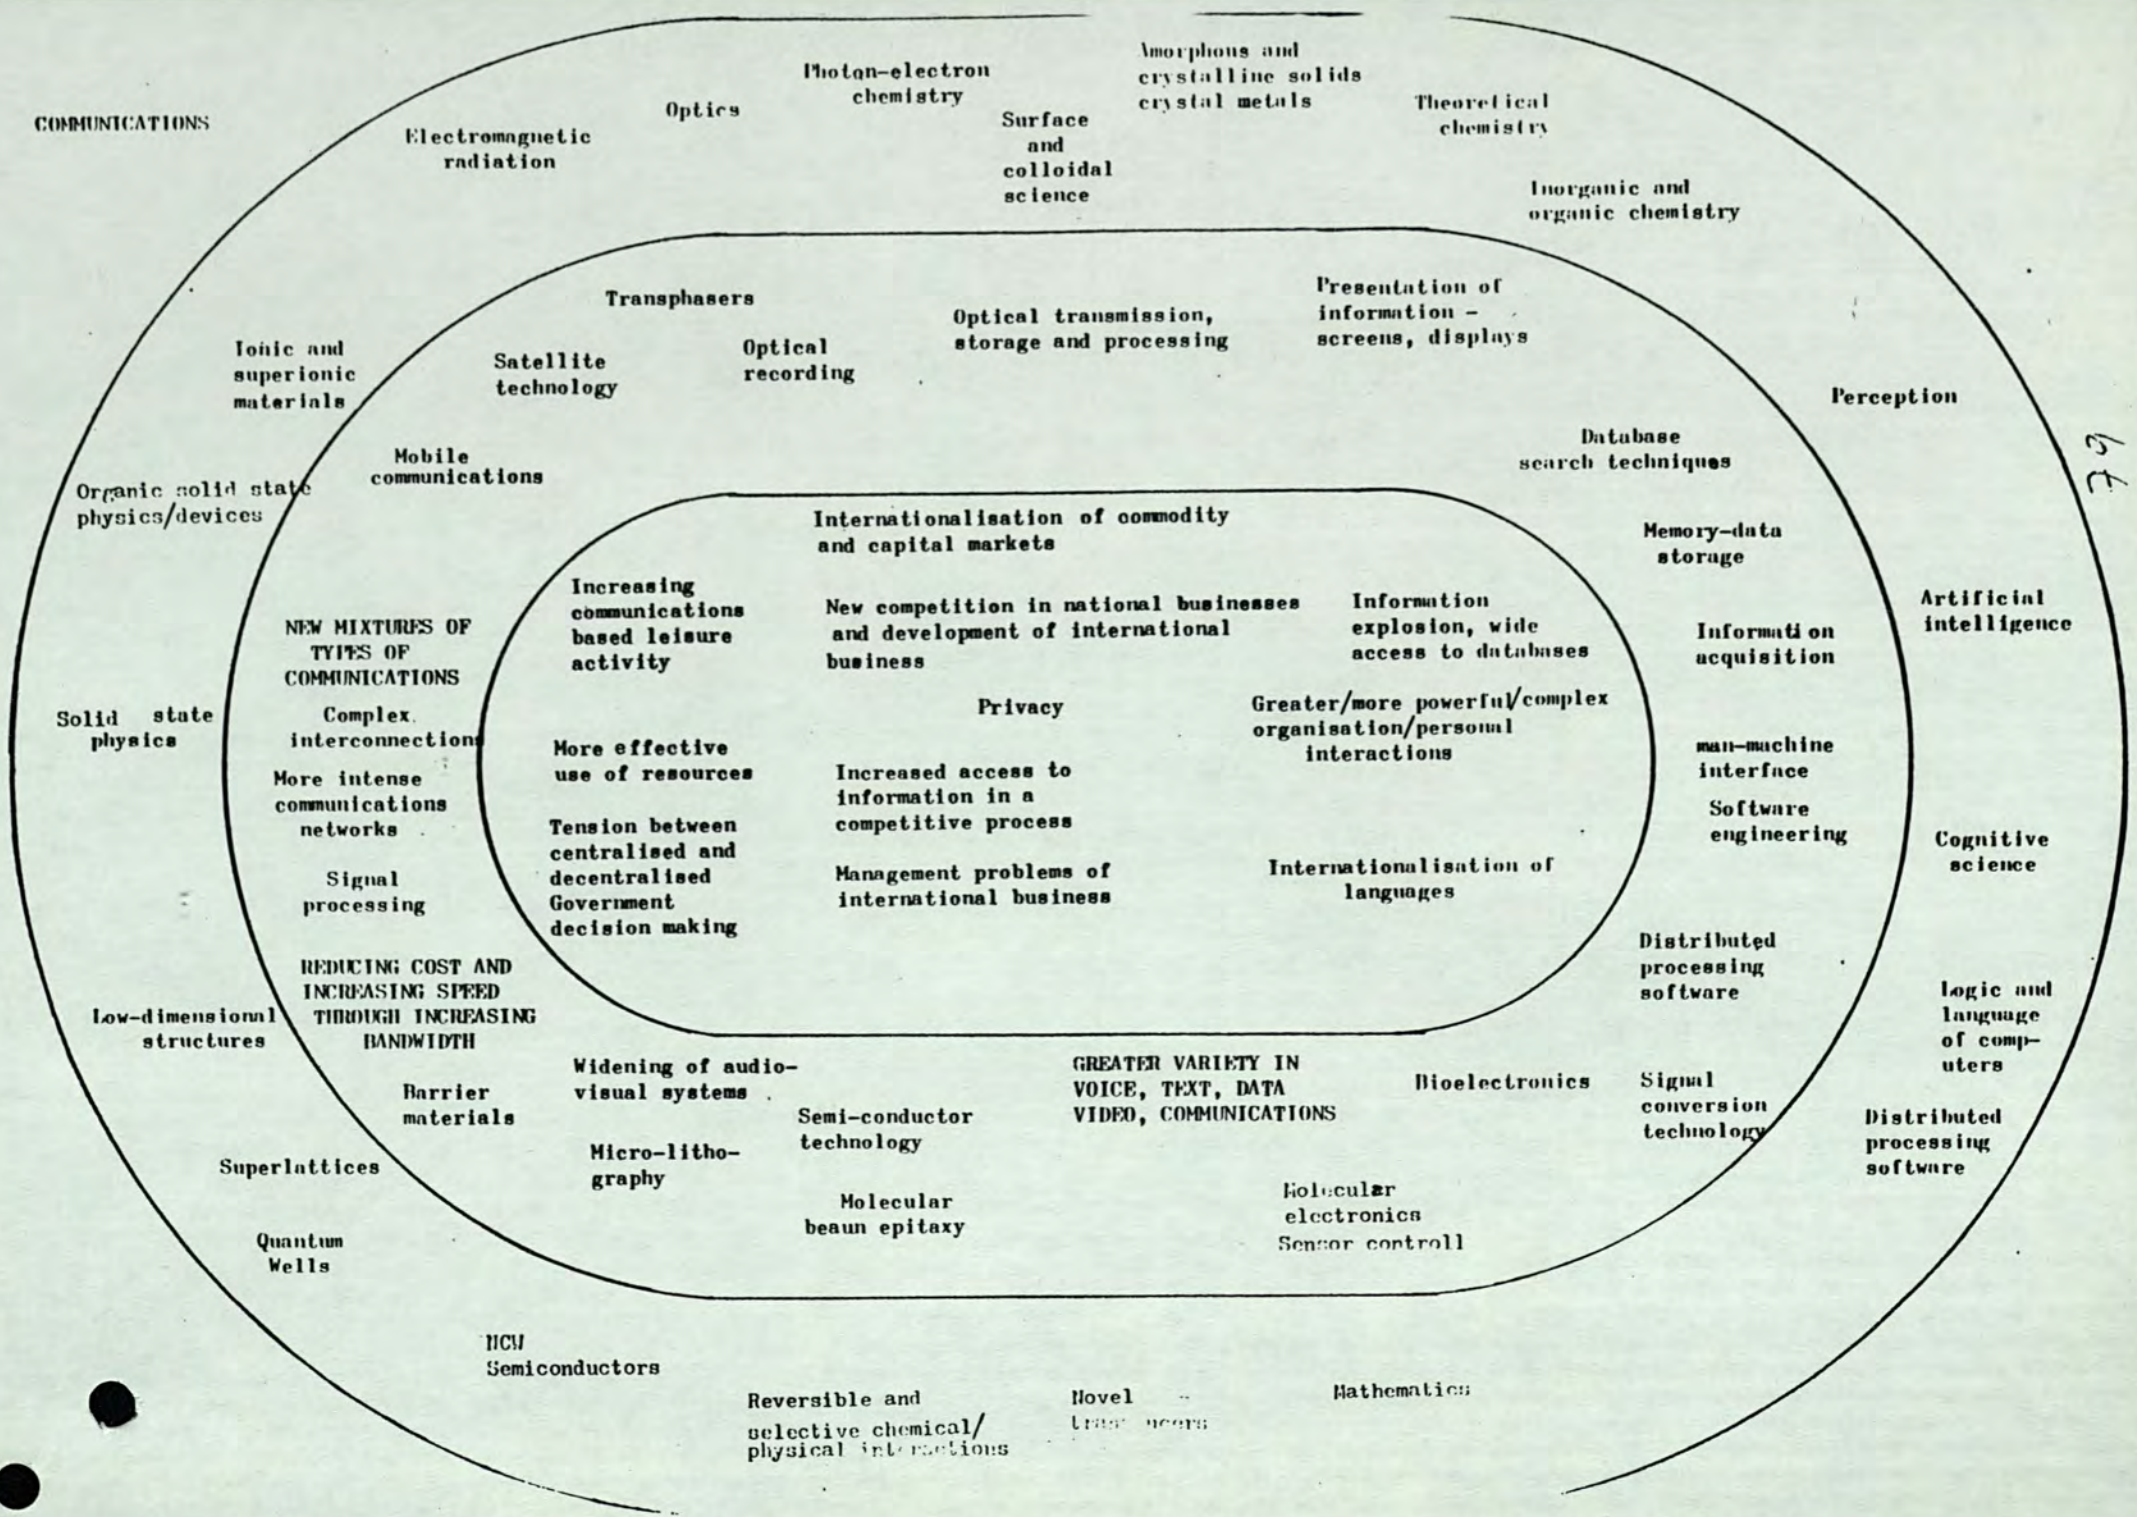 COMMUNICATIONS
Electromagnetic
radiation
Optics
Photon-electron
chemistry
Surface
and
colloidal
science
Amorphous and
crystalline solids
crystal metals
Theoretical
chemistry
Inorganic and
organic chemistry
Ionic and
superionic
materials
Organic solid state
physics/devices
Solid state
physics
Low-dimensional
structures
Superlattices
Quantum
Wells
Semiconductors
Reversible and
selective chemical/
physical interactions
Novel
Mathematics
Perception
Artificial
intelligence
Cognitive
science
Logic and
language
of comp-
uters
Distributed
processing
software
Transphasers
Satellite
technology
Optical
recording
Optical transmission,
storage and processing
Presentation of
information -
screens, displays
Mobile
communications
Database
search techniques
Memory-data
storage
Information
acquisition
man-machine
interface
Software
engineering
Distributed
processing
software
Signal
conversion
technology
NEW MIXTURES OF
TYPES OF
COMMUNICATIONS
Complex
interconnections
More intense
communications
networks
Signal
processing
REDUCING COST AND
INCREASING SPEED
THROUGH INCREASING
BANDWIDTH
Barrier
materials
Widening of audio-
visual systems
Micro-litho-
graphy
Semi-conductor
technology
Molecular
beaun epitaxy
GREATER VARIETY IN
VOICE, TEXT, DATA
VIDEO, COMMUNICATIONS
Bioelectronics
Molecular
electronics
Sensor controll
Internationalisation of commodity
and capital markets
Increasing
communications
based leisure
activity
New competition in national businesses
and development of international
business
Information
explosion, wide
access to databases
Privacy
Greater/more powerful/complex
organisation/personal
interactions
More effective
use of resources
Increased access to
information in a
competitive process
Tension between
centralised and
decentralised
Government
decision making
Management problems of
international business
Internationalisation of
languages